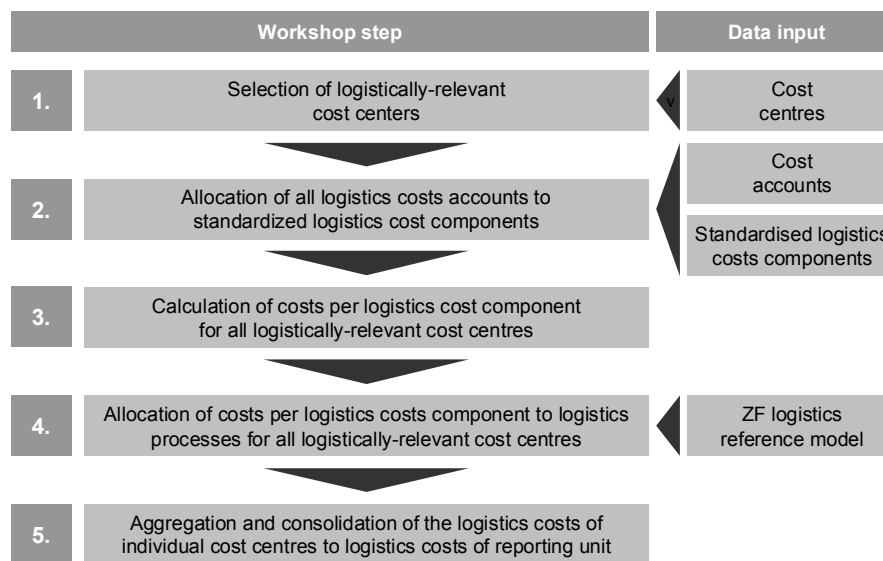 Workshop step
Data input
1.
Selection of logistically-relevant
cost centers
v
Cost
centres
2.
Allocation of all logistics costs accounts to
standardized logistics cost components
Cost
accounts
Standardised logistics
costs components
3.
Calculation of costs per logistics cost component
for all logistically-relevant cost centres
4.
Allocation of costs per logistics costs component to logistics
processes for all logistically-relevant cost centres
ZF logistics
reference model
5.
Aggregation and consolidation of the logistics costs of
individual cost centres to logistics costs of reporting unit